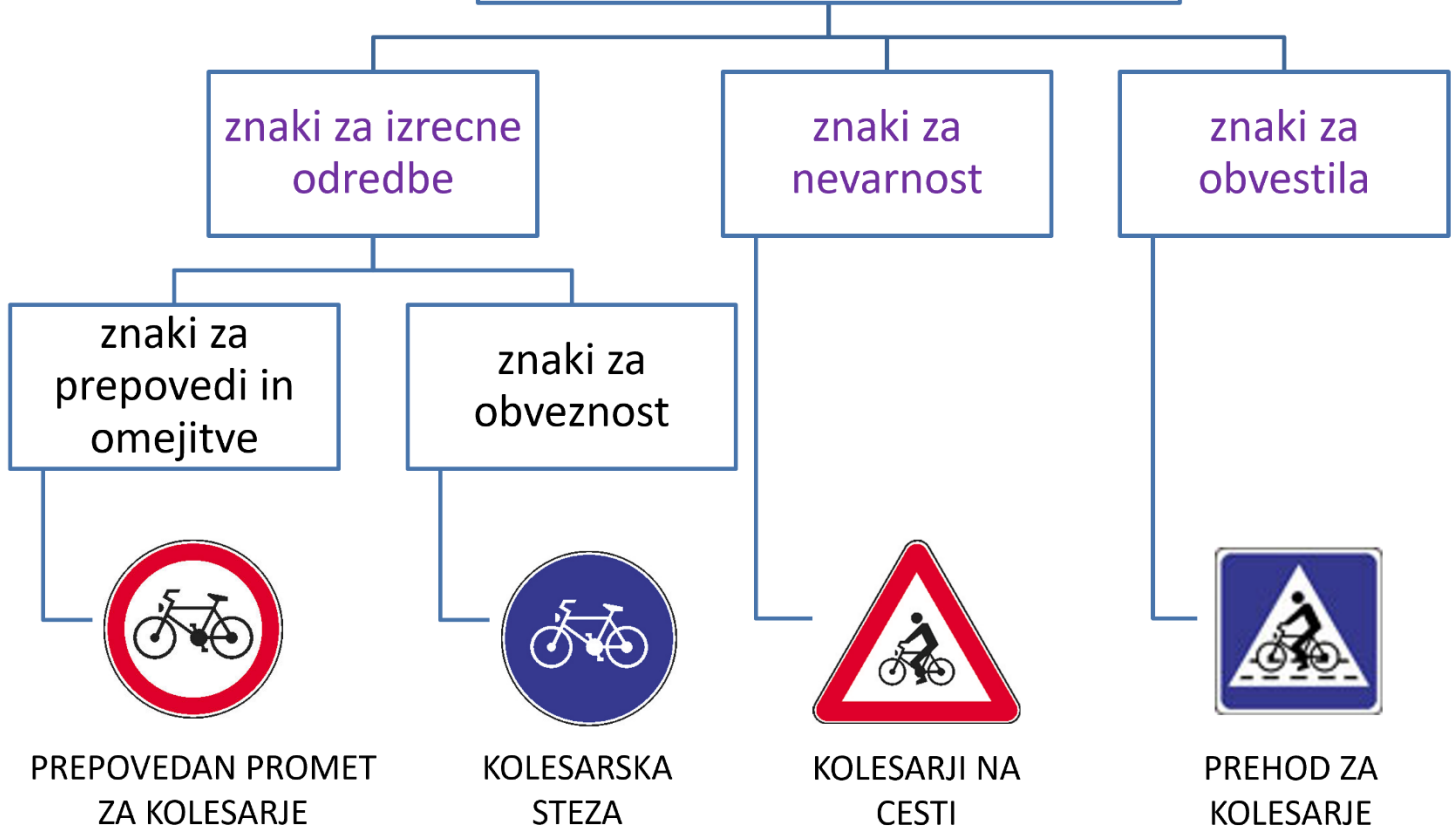 znaki za izrecne
odredbe
znaki za
nevarnost
znaki za
obvestila
znaki za
prepovedi in
omejitve
znaki za
obveznost
PREPOVEDAN PROMET
ZA KOLESARJE
KOLESARSKA
STEZA
KOLESARJI NA
CESTI
PREHOD ZA
KOLESARJE